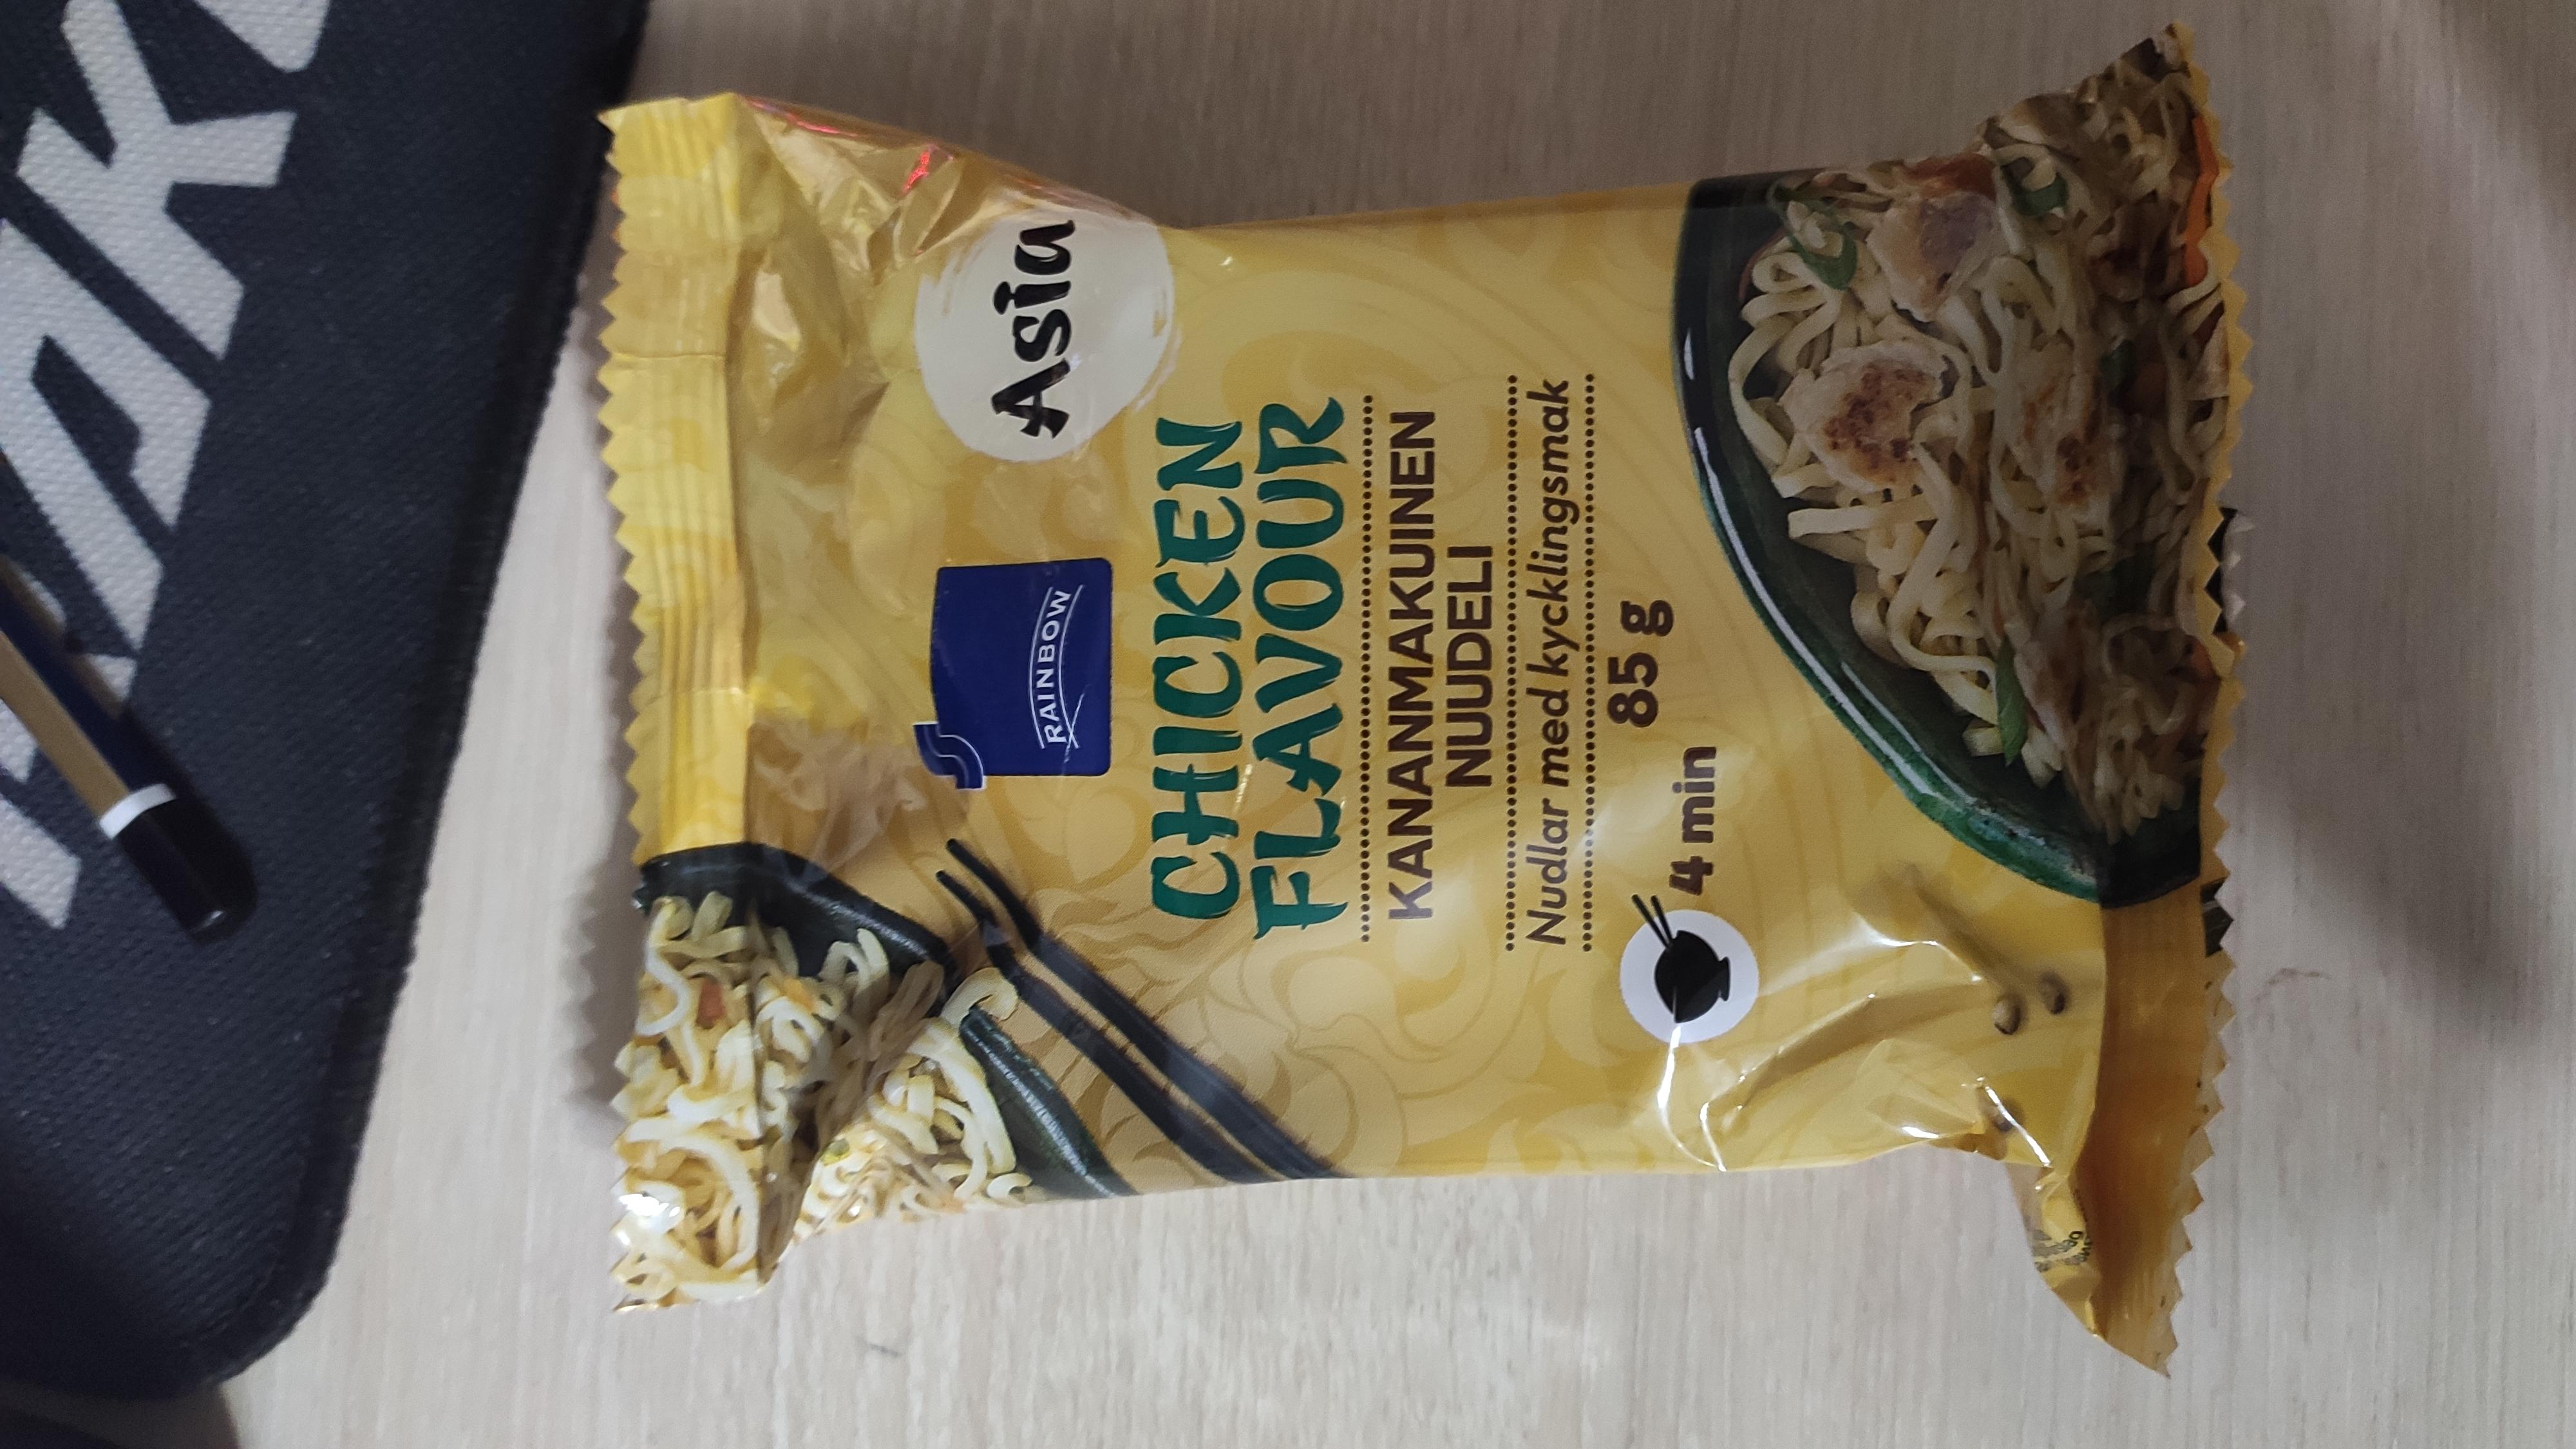 Asia
RAINBOW
CHICKEN
FLAVOUR
KANANMAKUINEN
NUUDELI
Nudlar med kycklingsmak
85 g
4 min